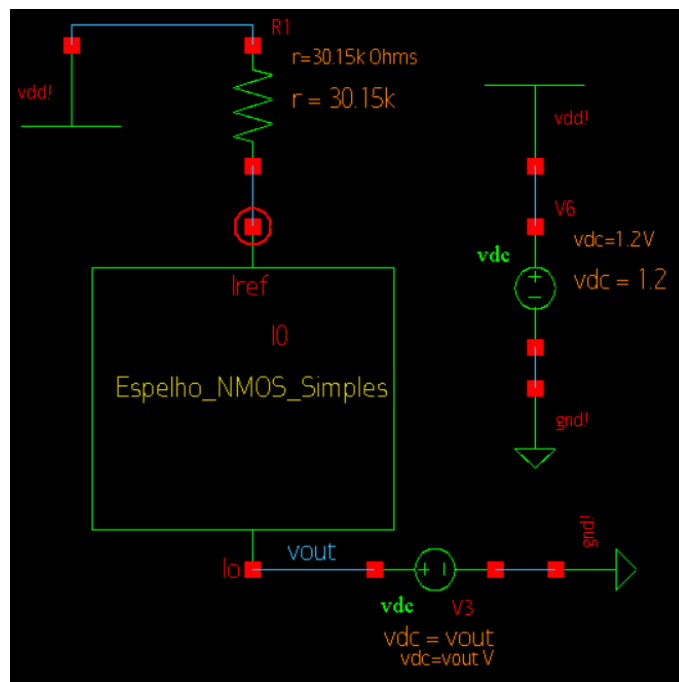 R1
r=30.15k Ohms
r = 30.15k
vdd!
vdd!
V6
vdc=1.2V
vdc
vdc = 1.2
+
−
Iref
I0
Espelho_NMOS_Simples
gnd!
gnd!
vout
Io
+ −
vdc
V3
vdc = vout
vdc=vout V